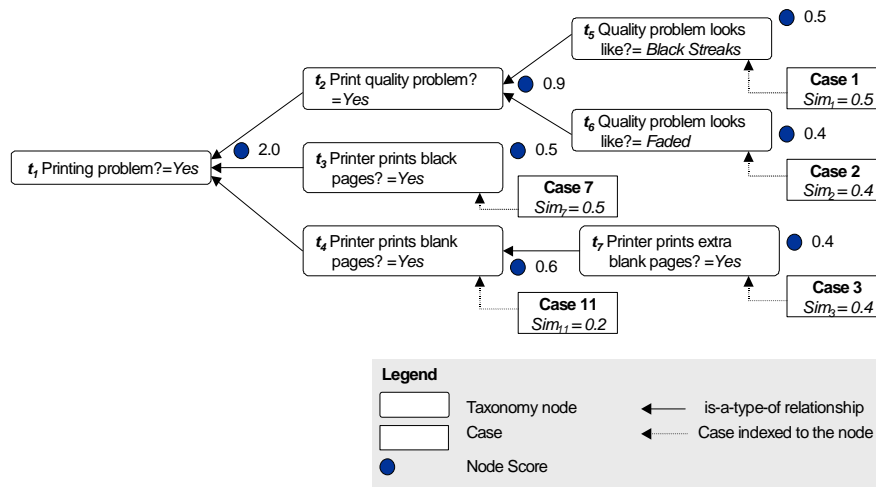 t5 Quality problem looks
like?= Black Streaks
0.5
Case 1
Sim1 = 0.5
t2 Print quality problem?
=Yes
0.9
t6 Quality problem looks
like?= Faded
0.4
Case 2
Sim2 = 0.4
t1 Printing problem?=Yes
2.0
t3 Printer prints black
pages? =Yes
0.5
Case 7
Sim7 = 0.5
t4 Printer prints blank
pages? =Yes
0.6
t7 Printer prints extra
blank pages? =Yes
0.4
Case 3
Sim3 = 0.4
Case 11
Sim11 = 0.2
Legend
Taxonomy node
is-a-type-of relationship
Case
Case indexed to the node
Node Score